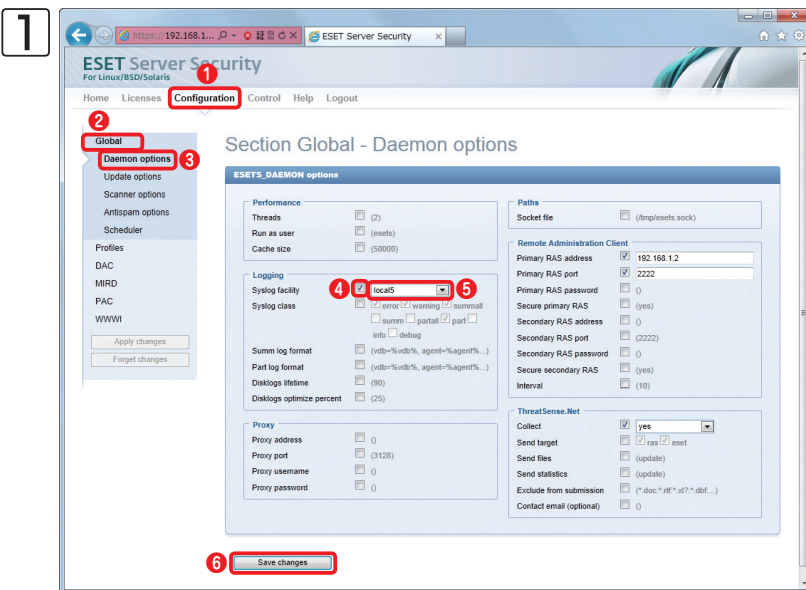 1
https://192.168.1... 証 ESET Server Security ×
ESET Server Security
For Linux/BSD/Solaris
1
Home Licenses Configuration Control Help Logout
2
Global
Daemon options 3
Update options
Scanner options
Antispam options
Scheduler
Profiles
DAC
MIRD
PAC
WWWI
Apply changes
Forget changes
Section Global - Daemon options
ESETS_DAEMON options
Performance
Threads (2)
Run as user (esets)
Cache size (50000)
Logging
Syslog facility 4 local5 5
Syslog class error warning summall
summ partall part
info debug
Summ log format (vdb=%vdb%, agent=%agent%...)
Part log format (vdb=%vdb%, agent=%agent%...)
Disklogs lifetime (90)
Disklogs optimize percent (25)
Proxy
Proxy address ()
Proxy port (3128)
Proxy username ()
Proxy password ()
Paths
Socket file (/tmp/esets.sock)
Remote Administration Client
Primary RAS address 192.168.1.2
Primary RAS port 2222
Primary RAS password ()
Secure primary RAS (yes)
Secondary RAS address ()
Secondary RAS port (2222)
Secondary RAS password ()
Secure secondary RAS (yes)
Interval (10)
ThreatSense.Net
Collect yes
Send target ras eset
Send files (update)
Send statistics (update)
Exclude from submission (*.doc:*.rtf:*.xl?:*.dbf:...)
Contact email (optional) ()
6 Save changes